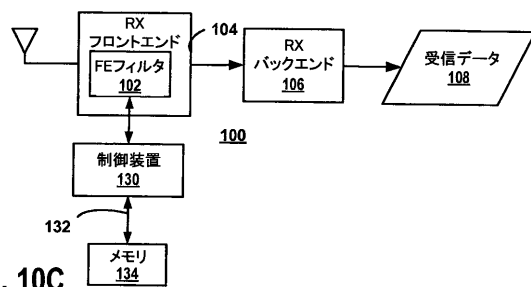 RX
フロントエンド
FEフィルタ
102
104
RX
バックエンド
106
受信データ
108
100
制御装置
130
132
メモリ
134
. 10C